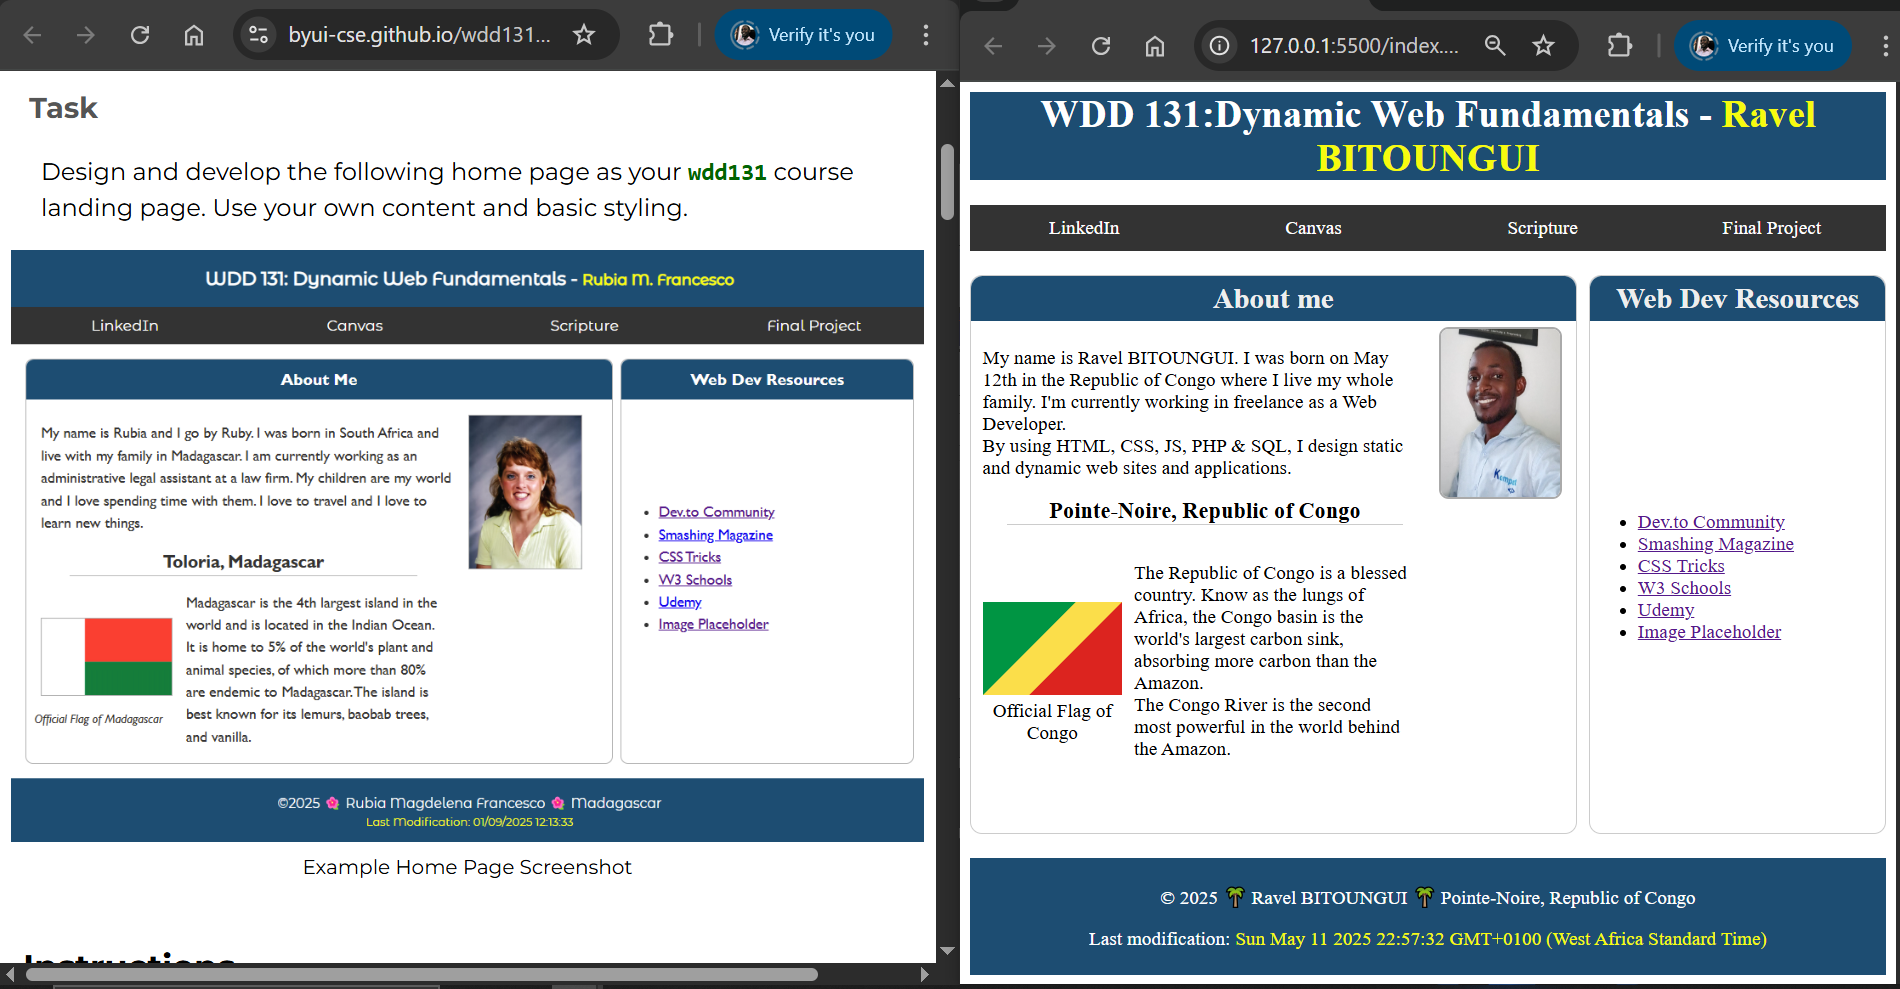 byui-cse.github.io/wdd131...
Verify it's you
Task
Design and develop the following home page as your wdd131 course
landing page. Use your own content and basic styling.
WDD 131: Dynamic Web Fundamentals - Rubia M. Francesco
LinkedIn Canvas Scripture Final Project
About Me
My name is Rubia and I go by Ruby. I was born in South Africa and
live with my family in Madagascar. I am currently working as an
administrative legal assistant at a law firm. My children are my world
and I love spending time with them. I love to travel and I love to
learn new things.
Toloria, Madagascar
Official Flag of Madagascar
Madagascar is the 4th largest island in the
world and is located in the Indian Ocean.
It is home to 5% of the world's plant and
animal species, of which more than 80%
are endemic to Madagascar. The island is
best known for its lemurs, baobab trees,
and vanilla.
Web Dev Resources
Dev.to Community
Smashing Magazine
CSS Tricks
W3 Schools
Udemy
Image Placeholder
©2025 🌺 Rubia Magdelena Francesco 🌺 Madagascar
Last Modification: 01/09/2025 12:13:33
Example Home Page Screenshot
Instructions
127.0.0.1:5500/index....
Verify it's you
WDD 131:Dynamic Web Fundamentals - Ravel
BITOUNGUI
LinkedIn Canvas Scripture Final Project
About me
My name is Ravel BITOUNGUI. I was born on May
12th in the Republic of Congo where I live my whole
family. I'm currently working in freelance as a Web
Developer.
By using HTML, CSS, JS, PHP & SQL, I design static
and dynamic web sites and applications.
Pointe-Noire, Republic of Congo
Official Flag of
Congo
The Republic of Congo is a blessed
country. Know as the lungs of
Africa, the Congo basin is the
world's largest carbon sink,
absorbing more carbon than the
Amazon.
The Congo River is the second
most powerful in the world behind
the Amazon.
Web Dev Resources
Dev.to Community
Smashing Magazine
CSS Tricks
W3 Schools
Udemy
Image Placeholder
© 2025 🌴 Ravel BITOUNGUI 🌴 Pointe-Noire, Republic of Congo
Last modification: Sun May 11 2025 22:57:32 GMT+0100 (West Africa Standard Time)